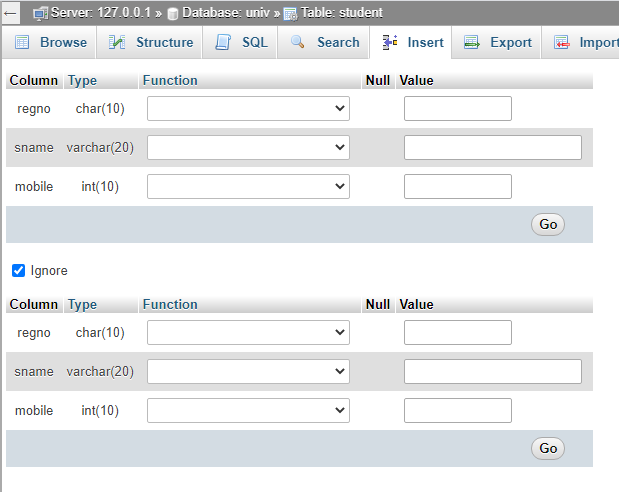 Server: 127.0.0.1 » Database: univ » Table: student
Browse Structure SQL Search Insert Export Import
Column Type Function Null Value
regno char(10)
sname varchar(20)
mobile int(10)
Go
Ignore
Column Type Function Null Value
regno char(10)
sname varchar(20)
mobile int(10)
Go